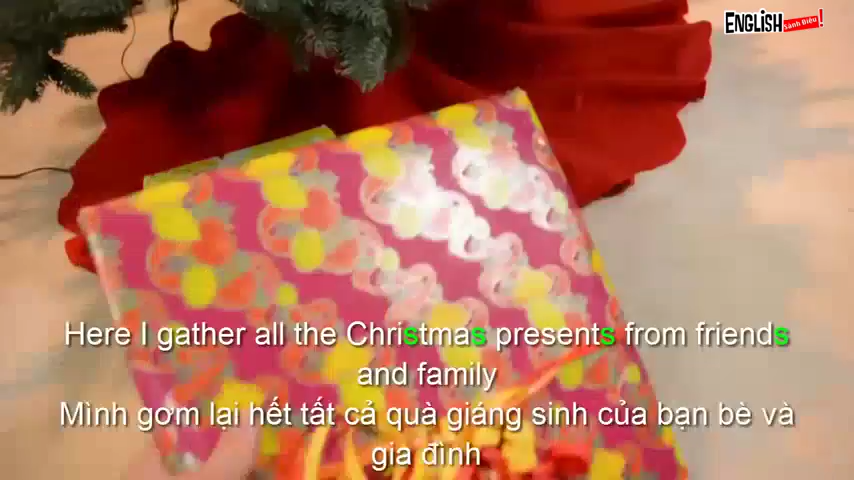 ENGLISH Sành Điệu!
Here I gather all the Christmas presents from friends
and family
Mình gơm lại hết tất cả quà giáng sinh của bạn bè và
gia đình